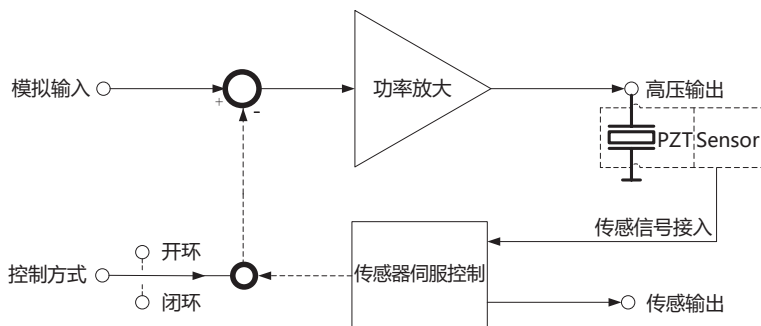 模拟输入
+
-
功率放大
高压输出
PZT Sensor
传感信号接入
控制方式
开环
闭环
传感器伺服控制
传感输出